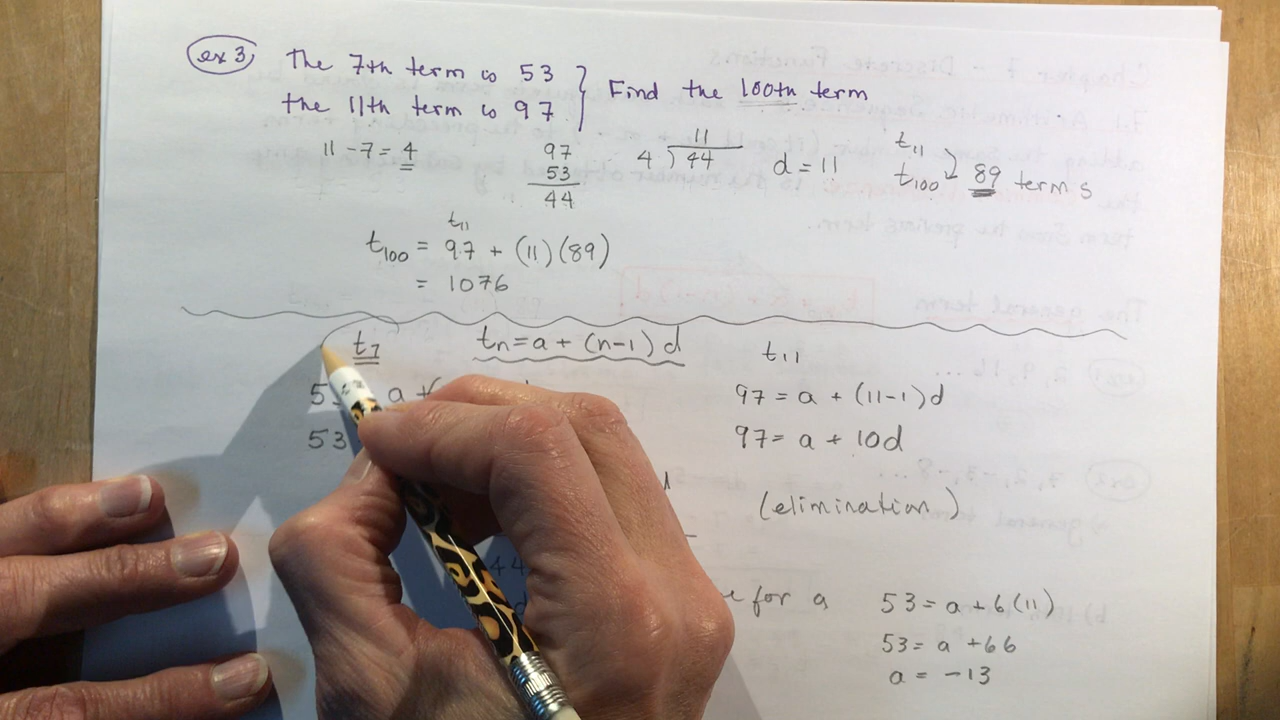 ex 3 The 7th term is 53
the 11th term is 97 } Find the 100th term
11 - 7 = 4
97
53
44
11
4 ) 44
d = 11
t11
t100
89 terms
t11
t100 = 97 + (11)(89)
= 1076
t7
tn = a + (n-1)d
t11
a +
97 = a + (11-1)d
53
97 = a + 10d
(elimination)
44
for a
53 = a + 6(11)
53 = a + 66
a = -13